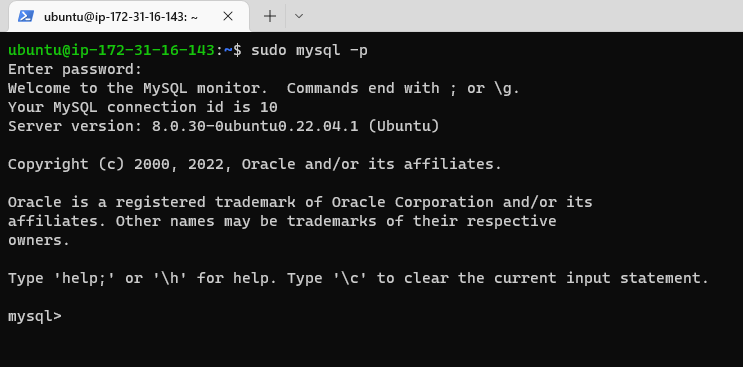 ubuntu@ip-172-31-16-143: ~
ubuntu@ip-172-31-16-143:~$ sudo mysql -p
Enter password:
Welcome to the MySQL monitor.  Commands end with ; or \g.
Your MySQL connection id is 10
Server version: 8.0.30-0ubuntu0.22.04.1 (Ubuntu)

Copyright (c) 2000, 2022, Oracle and/or its affiliates.

Oracle is a registered trademark of Oracle Corporation and/or its
affiliates. Other names may be trademarks of their respective
owners.

Type 'help;' or '\h' for help. Type '\c' to clear the current input statement.

mysql>